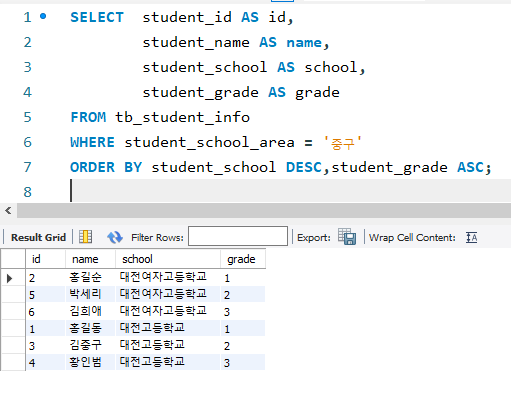 1 SELECT student_id AS id,
2 student_name AS name,
3 student_school AS school,
4 student_grade AS grade
5 FROM tb_student_info
6 WHERE student_school_area = '중구'
7 ORDER BY student_school DESC,student_grade ASC;
8
Result Grid Filter Rows: Export: Wrap Cell Content: IA
id name school grade
2 홍길순 대전여자고등학교 1
5 박세리 대전여자고등학교 2
6 김희애 대전여자고등학교 3
1 홍길동 대전고등학교 1
3 김중구 대전고등학교 2
4 황인범 대전고등학교 3